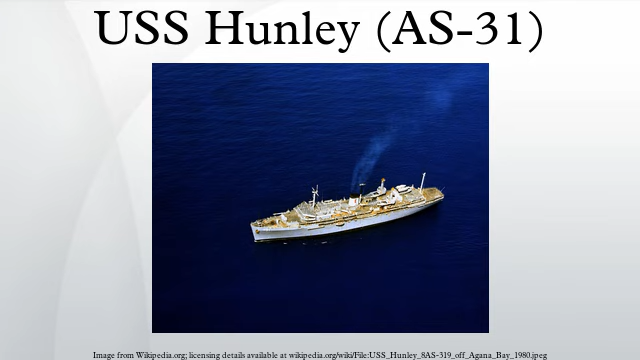 USS Hunley (AS-31)
Image from Wikipedia.org; licensing details available at wikipedia.org/wiki/File:USS_Hunley_8AS-319_off_Agana_Bay_1980.jpeg